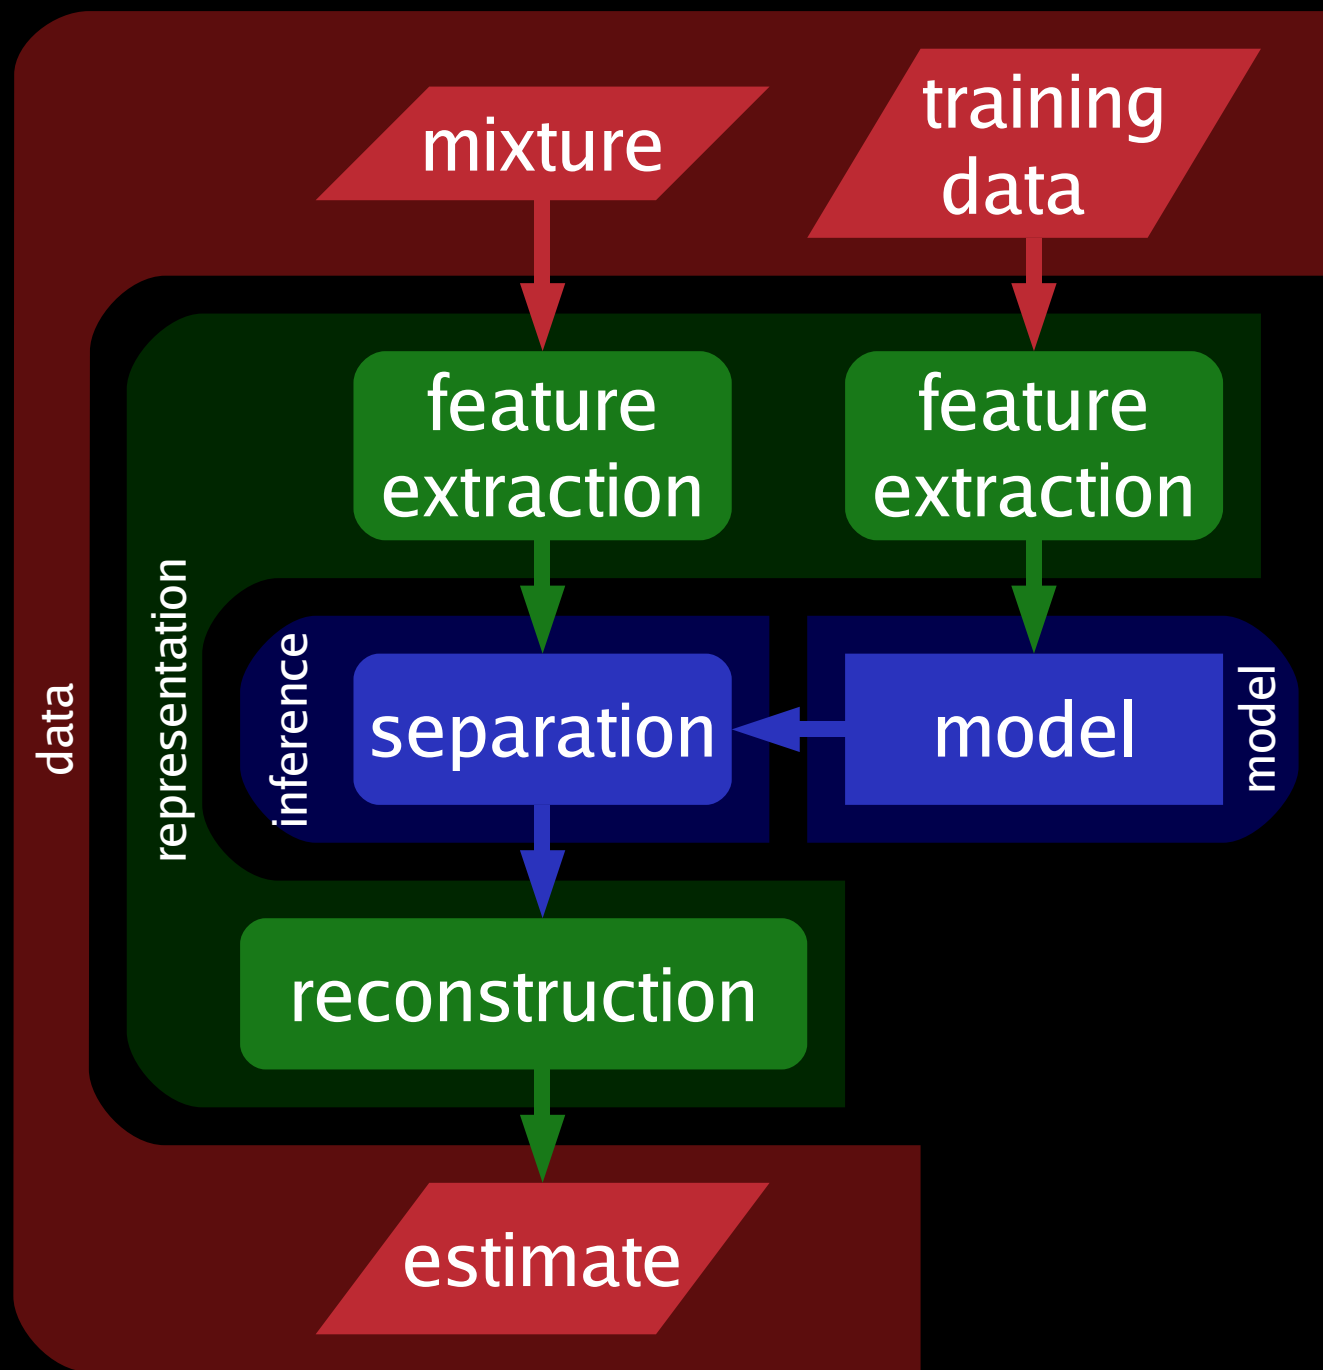 mixture
training
data
feature
extraction
feature
extraction
data
representation
inference
separation
model
model
reconstruction
estimate